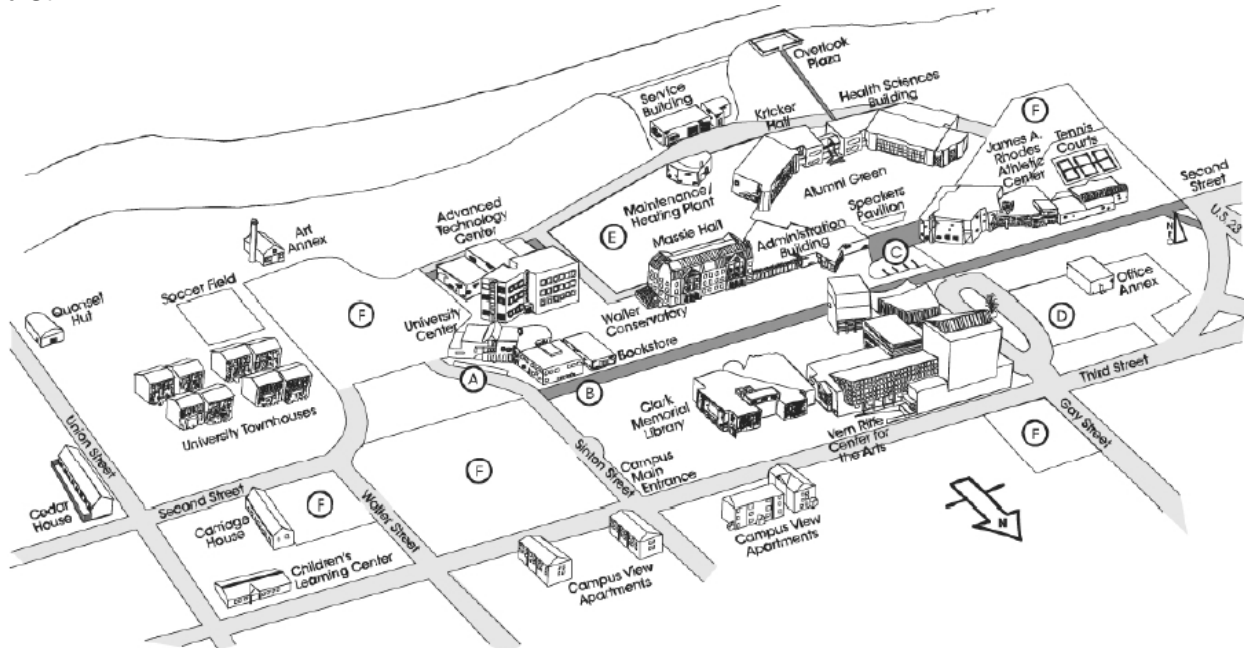 Overlook
Plaza
Service
Building
Health Sciences
Building
Kricker
Hall
F
James A.
Rhodes
Athletic
Center
Tennis
Courts
Second
Street
U.S. 23
N
Alumni Green
Maintenance/
Heating Plant
Speakers
Pavilion
Advanced
Technology
Center
E
Massie Hall
Administration
Building
C
Art
Annex
Office
Annex
Soccer Field
Quonset
Hut
F
University
Center
Waller
Conservatory
D
Bookstore
A
B
Third Street
Clark
Memorial
Library
University Townhouses
Union Street
Vern Riffe
Center for
the Arts
F
Gay Street
Sinton Street
Campus
Main
Entrance
F
Cedar
House
Second Street
Carriage
House
F
Waller Street
N
Campus View
Apartments
Children's
Learning Center
Campus View
Apartments